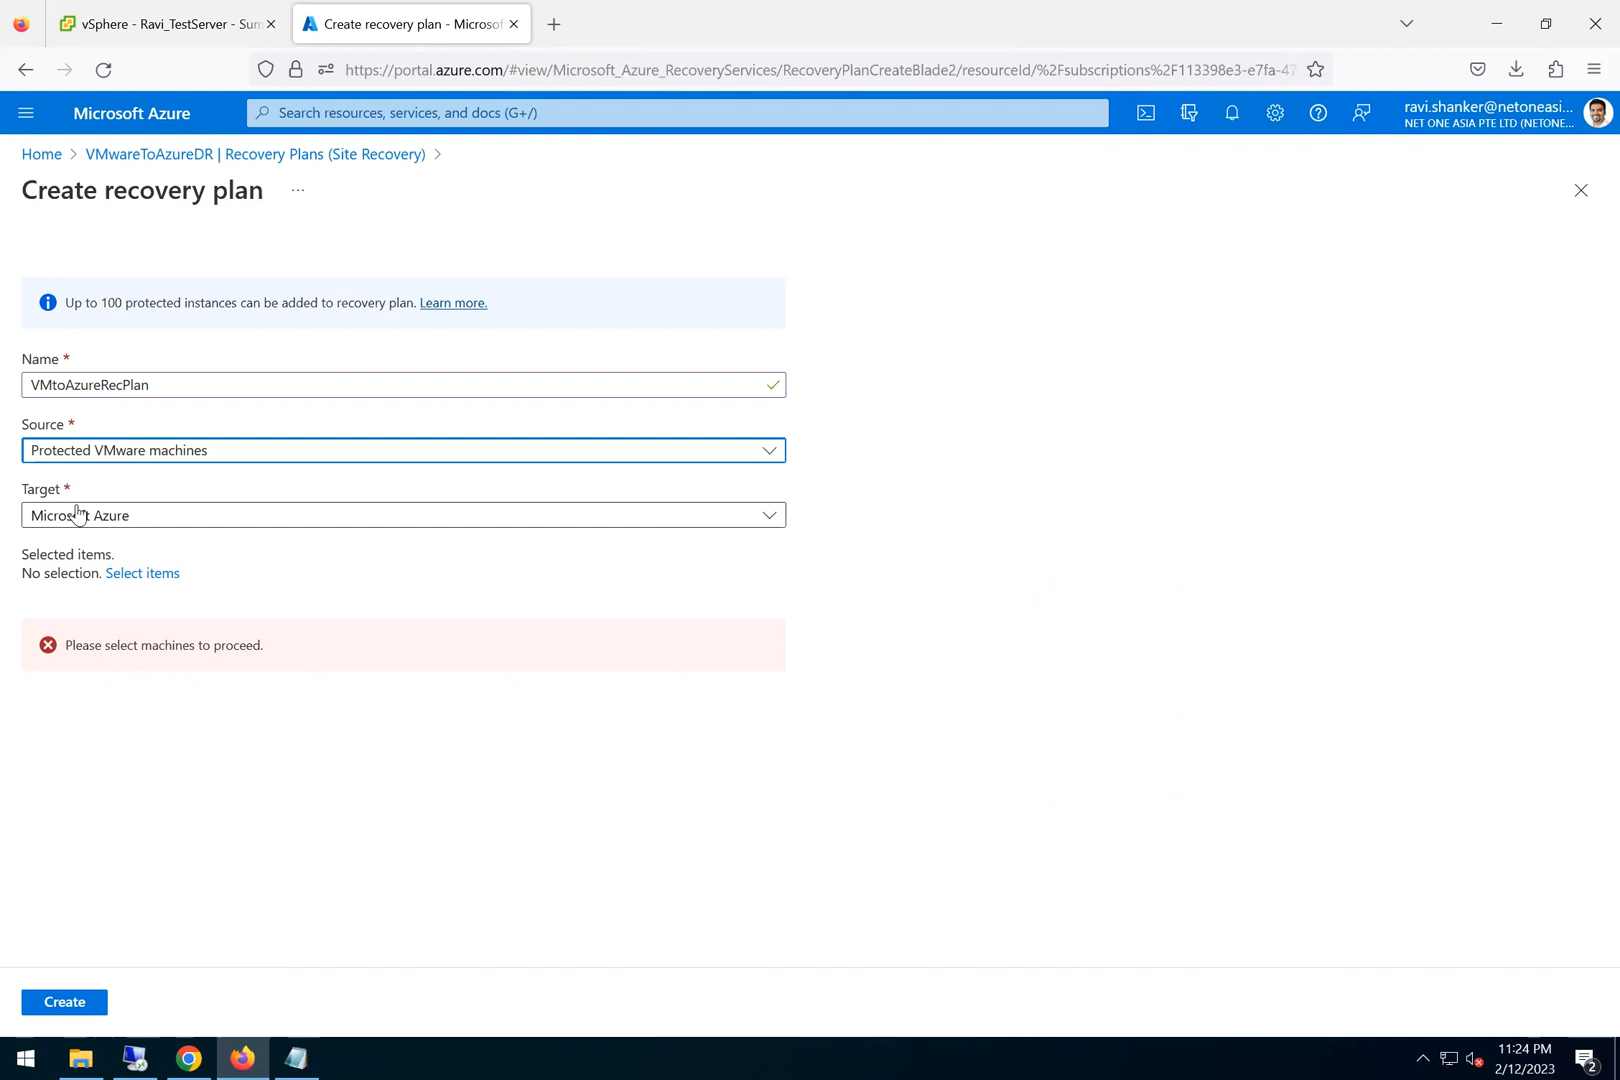 vSphere - Ravi_TestServer - Sum
Create recovery plan - Microsof
https://portal.azure.com/#view/Microsoft_Azure_RecoveryServices/RecoveryPlanCreateBlade2/resourceId/%2Fsubscriptions%2F113398e3-e7fa-47
Microsoft Azure
Search resources, services, and docs (G+/)
ravi.shanker@netoneasi...
NET ONE ASIA PTE LTD (NETONE...
Home > VMwareToAzureDR | Recovery Plans (Site Recovery) >
Create recovery plan ...
Up to 100 protected instances can be added to recovery plan. Learn more.
Name *
VMtoAzureRecPlan
Source *
Protected VMware machines
Target *
Microsoft Azure
Selected items.
No selection. Select items
Please select machines to proceed.
Create
11:24 PM
2/12/2023
2